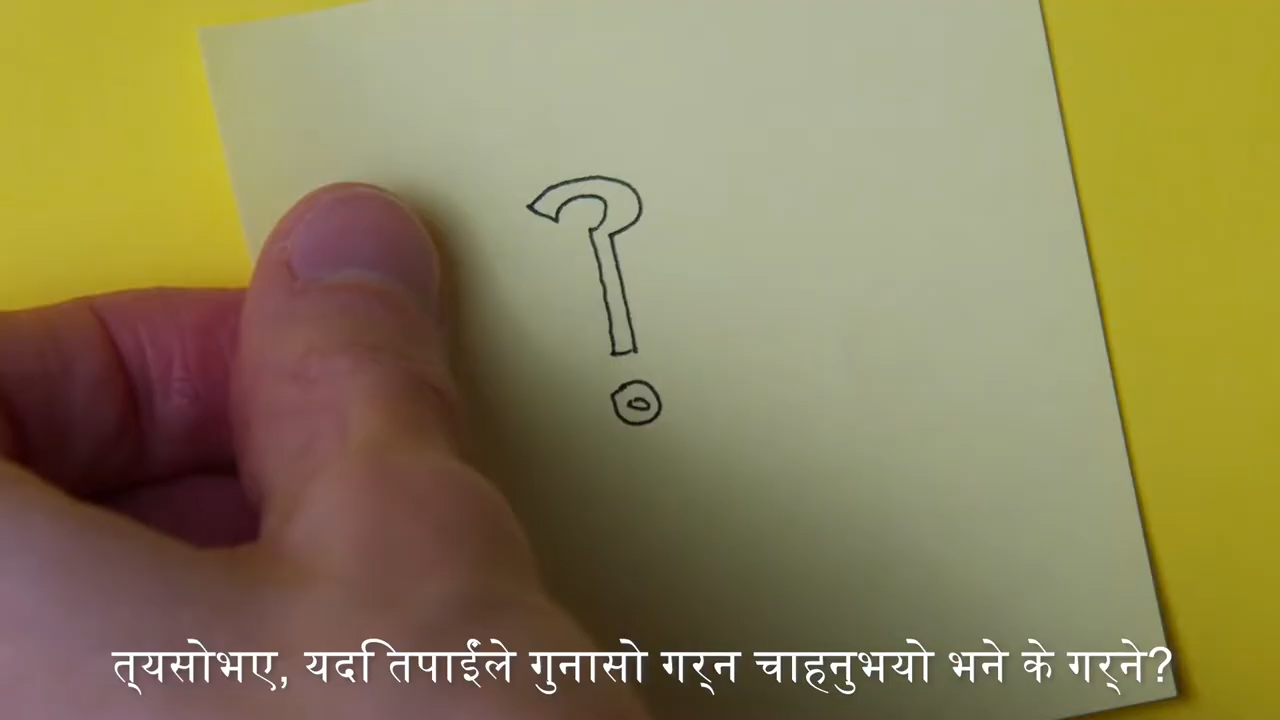 ?
त्यसोभए, यदि तपाईंले गुनासो गर्न चाहनुभयो भने के गर्ने?